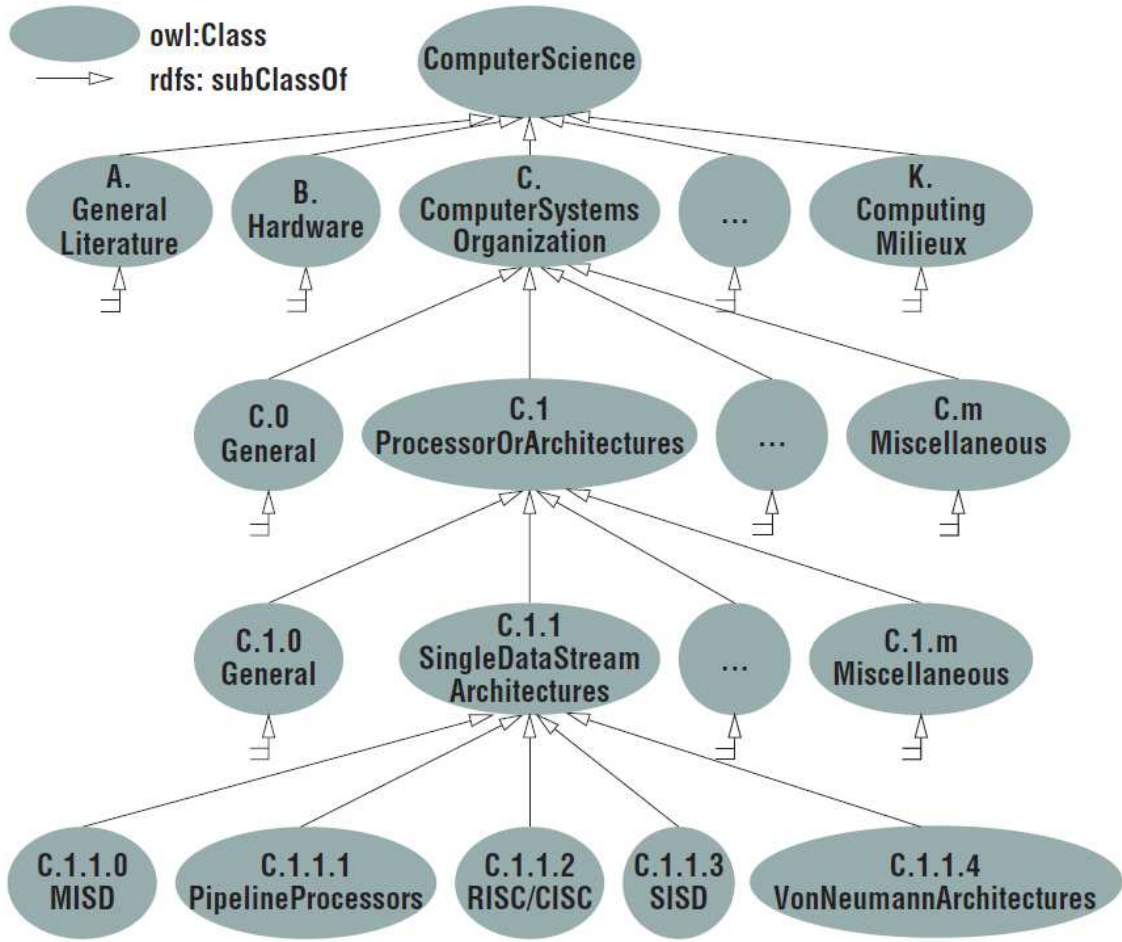 owl:Class
rdfs: subClassOf
ComputerScience
A.
General
Literature
B.
Hardware
C.
ComputerSystems
Organization
...
K.
Computing
Milieux
C.0
General
C.1
ProcessorOrArchitectures
...
C.m
Miscellaneous
C.1.0
General
C.1.1
SingleDataStream
Architectures
...
C.1.m
Miscellaneous
C.1.1.0
MISD
C.1.1.1
PipelineProcessors
C.1.1.2
RISC/CISC
C.1.1.3
SISD
C.1.1.4
VonNeumannArchitectures